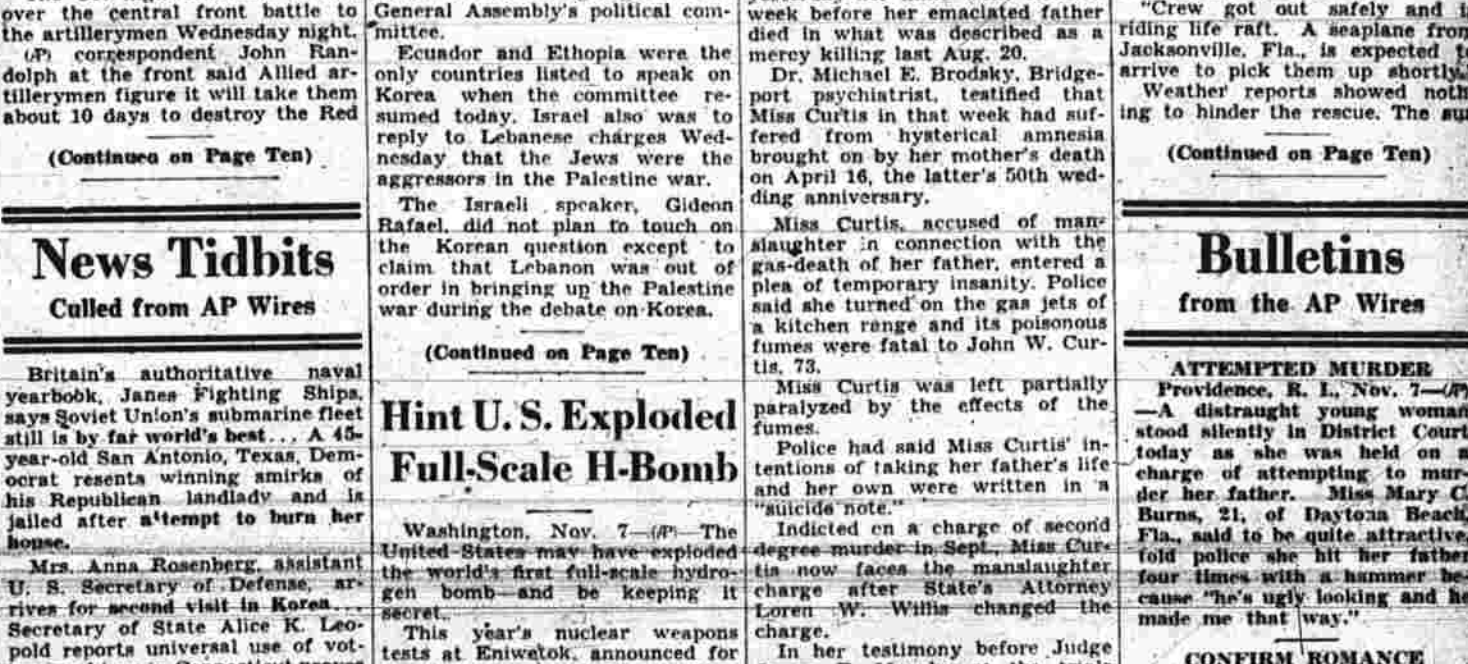 over the central front battle to
the artillerymen Wednesday night.
(AP) correspondent John Ran-
dolph at the front said Allied ar-
tillerymen figure it will take them
about 10 days to destroy the Red
(Continued on Page Ten)
News Tidbits
Culled from AP Wires
Britain's authoritative naval
yearbook, Janes Fighting Ships,
says Soviet Union's submarine fleet
still is by far world's best... A 45-
year-old San Antonio, Texas, Dem-
ocrat resents winning smirks of
his Republican landlady and is
jailed after attempt to burn her
house.
Mrs. Anna Rosenberg, assistant
U. S. Secretary of Defense, ar-
rives for second visit in Korea...
Secretary of State Alice K. Leo-
pold reports universal use of vot-
General Assembly's political com-
mittee.
Ecuador and Ethopia were the
only countries listed to speak on
Korea when the committee re-
sumed today. Israel also was to
reply to Lebanese charges Wed-
nesday that the Jews were the
aggressors in the Palestine war.
The Israeli speaker, Gideon
Rafael, did not plan to touch on
the Korean question except to
claim that Lebanon was out of
order in bringing up the Palestine
war during the debate on Korea.
(Continued on Page Ten)
Hint U. S. Exploded
Full-Scale H-Bomb
Washington, Nov. 7—(AP)—The
United States may have exploded
the world's first full-scale hydro-
gen bomb—and be keeping it
secret.
This year's nuclear weapons
tests at Eniwetok, announced for
week before her emaciated father
died in what was described as a
mercy killing last Aug. 20.
Dr. Michael E. Brodsky, Bridge-
port psychiatrist, testified that
Miss Curtis in that week had suf-
fered from hysterical amnesia
brought on by her mother's death
on April 16, the latter's 50th wed-
ding anniversary.
Miss Curtis, accused of man-
slaughter in connection with the
gas-death of her father, entered a
plea of temporary insanity. Police
said she turned on the gas jets of
a kitchen range and its poisonous
fumes were fatal to John W. Cur-
tis, 73.
Miss Curtis was left partially
paralyzed by the effects of the
fumes.
Police had said Miss Curtis' in-
tentions of taking her father's life
and her own were written in a
"suicide note."
Indicted on a charge of second
degree murder in Sept., Miss Cur-
tis now faces the manslaughter
charge after State's Attorney
Loren W. Willis changed the
charge.
In her testimony before Judge
"Crew got out safely and
riding life raft. A seaplane from
Jacksonville, Fla., is expected
arrive to pick them up shortly.
Weather reports showed noth
ing to hinder the rescue. The
(Continued on Page Ten)
Bulletins
from the AP Wires
ATTEMPTED MURDER
Providence, R. I., Nov. 7—(AP)
—A distraught young woman
stood silently in District Court
today as she was held on a
charge of attempting to mur-
der her father. Miss Mary C.
Burns, 21, of Daytona Beach,
Fla., said to be quite attractive,
told police she hit her father
four times with a hammer be-
cause "he's ugly looking and he
made me that way."
CONFIRM ROMANCE